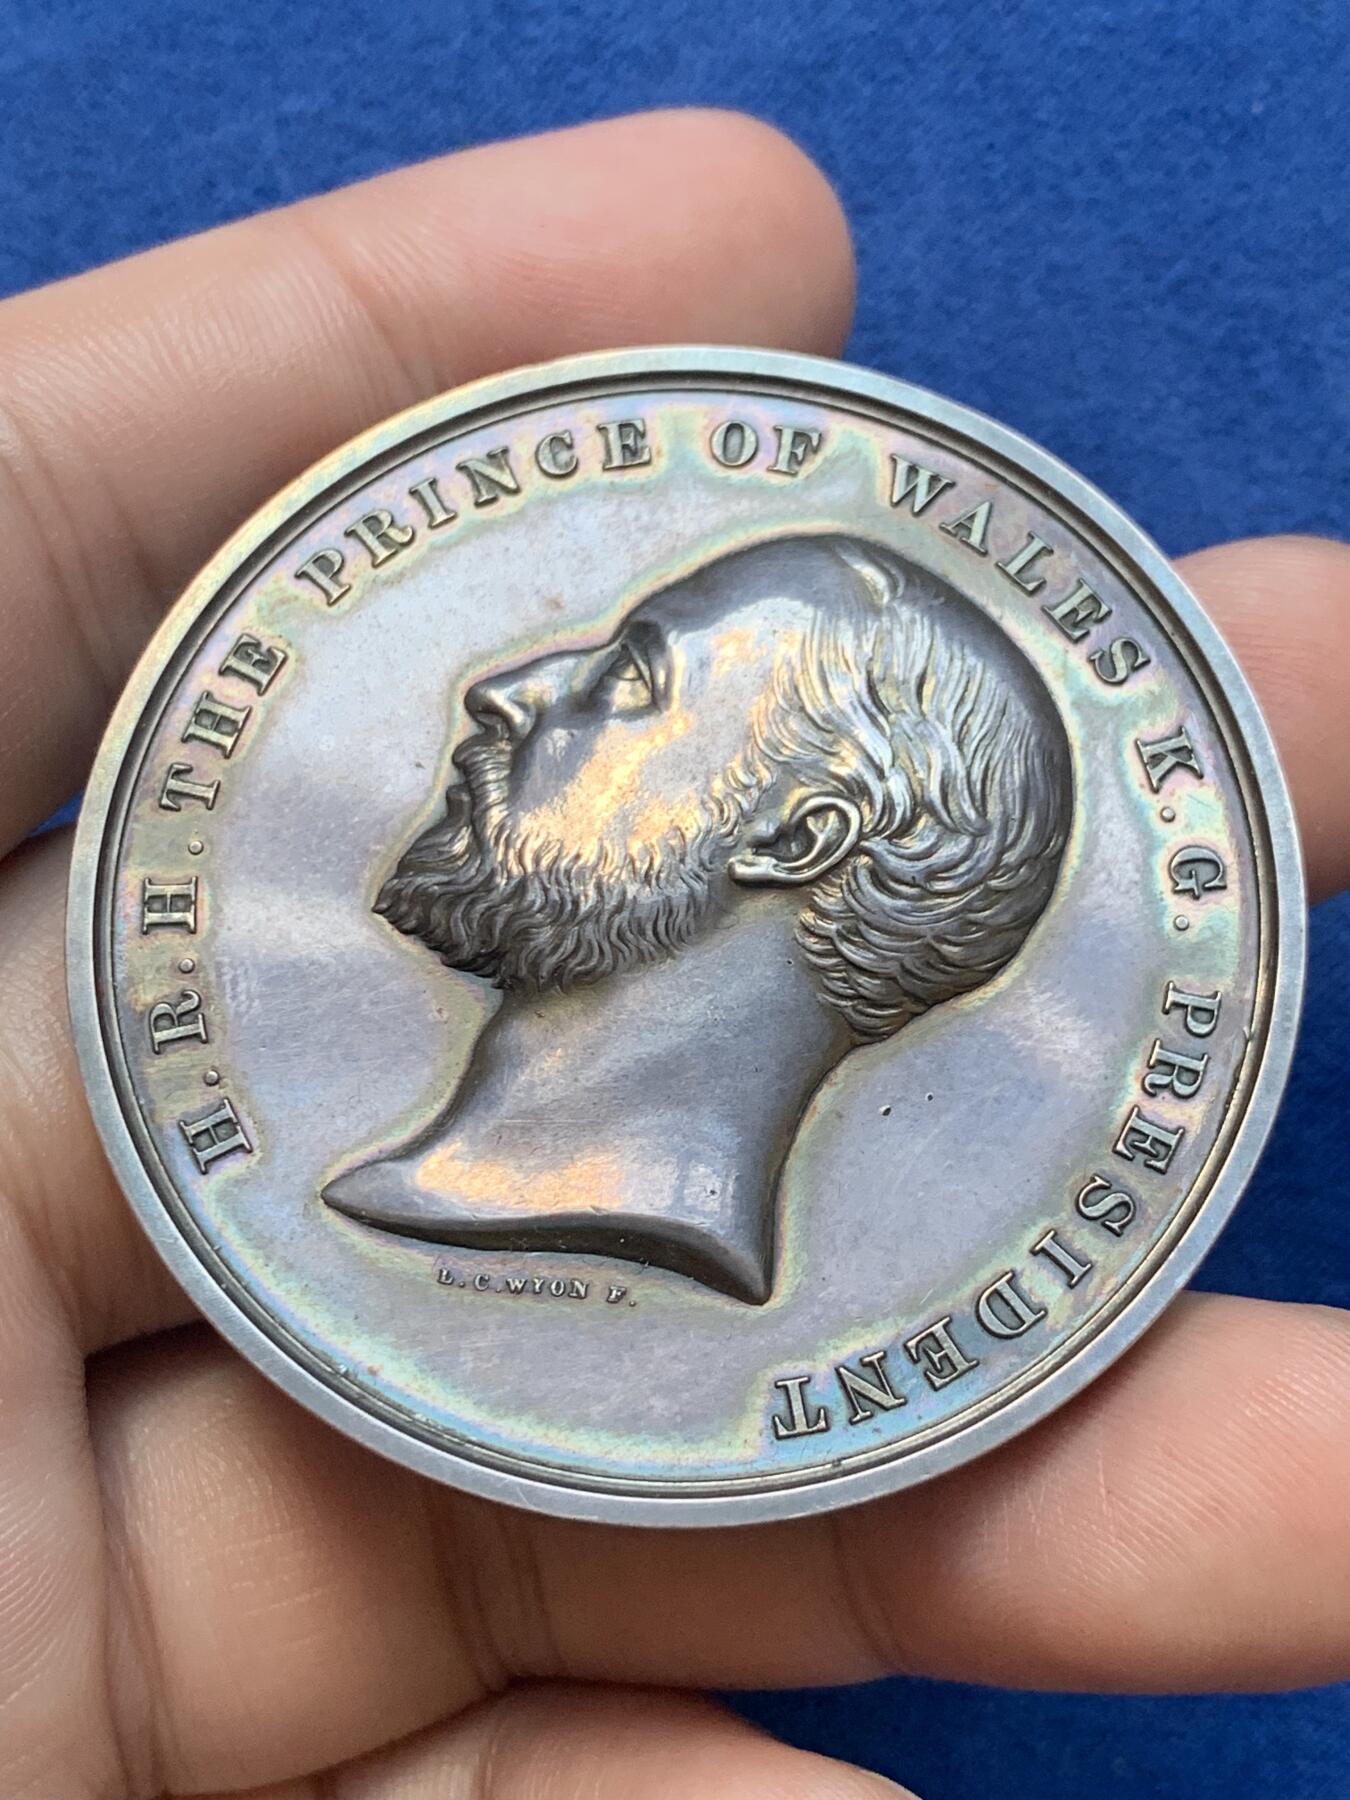 H.R.H.THE PRINCE OF WALES K.G. PRESIDENT
L.C.WYON F.